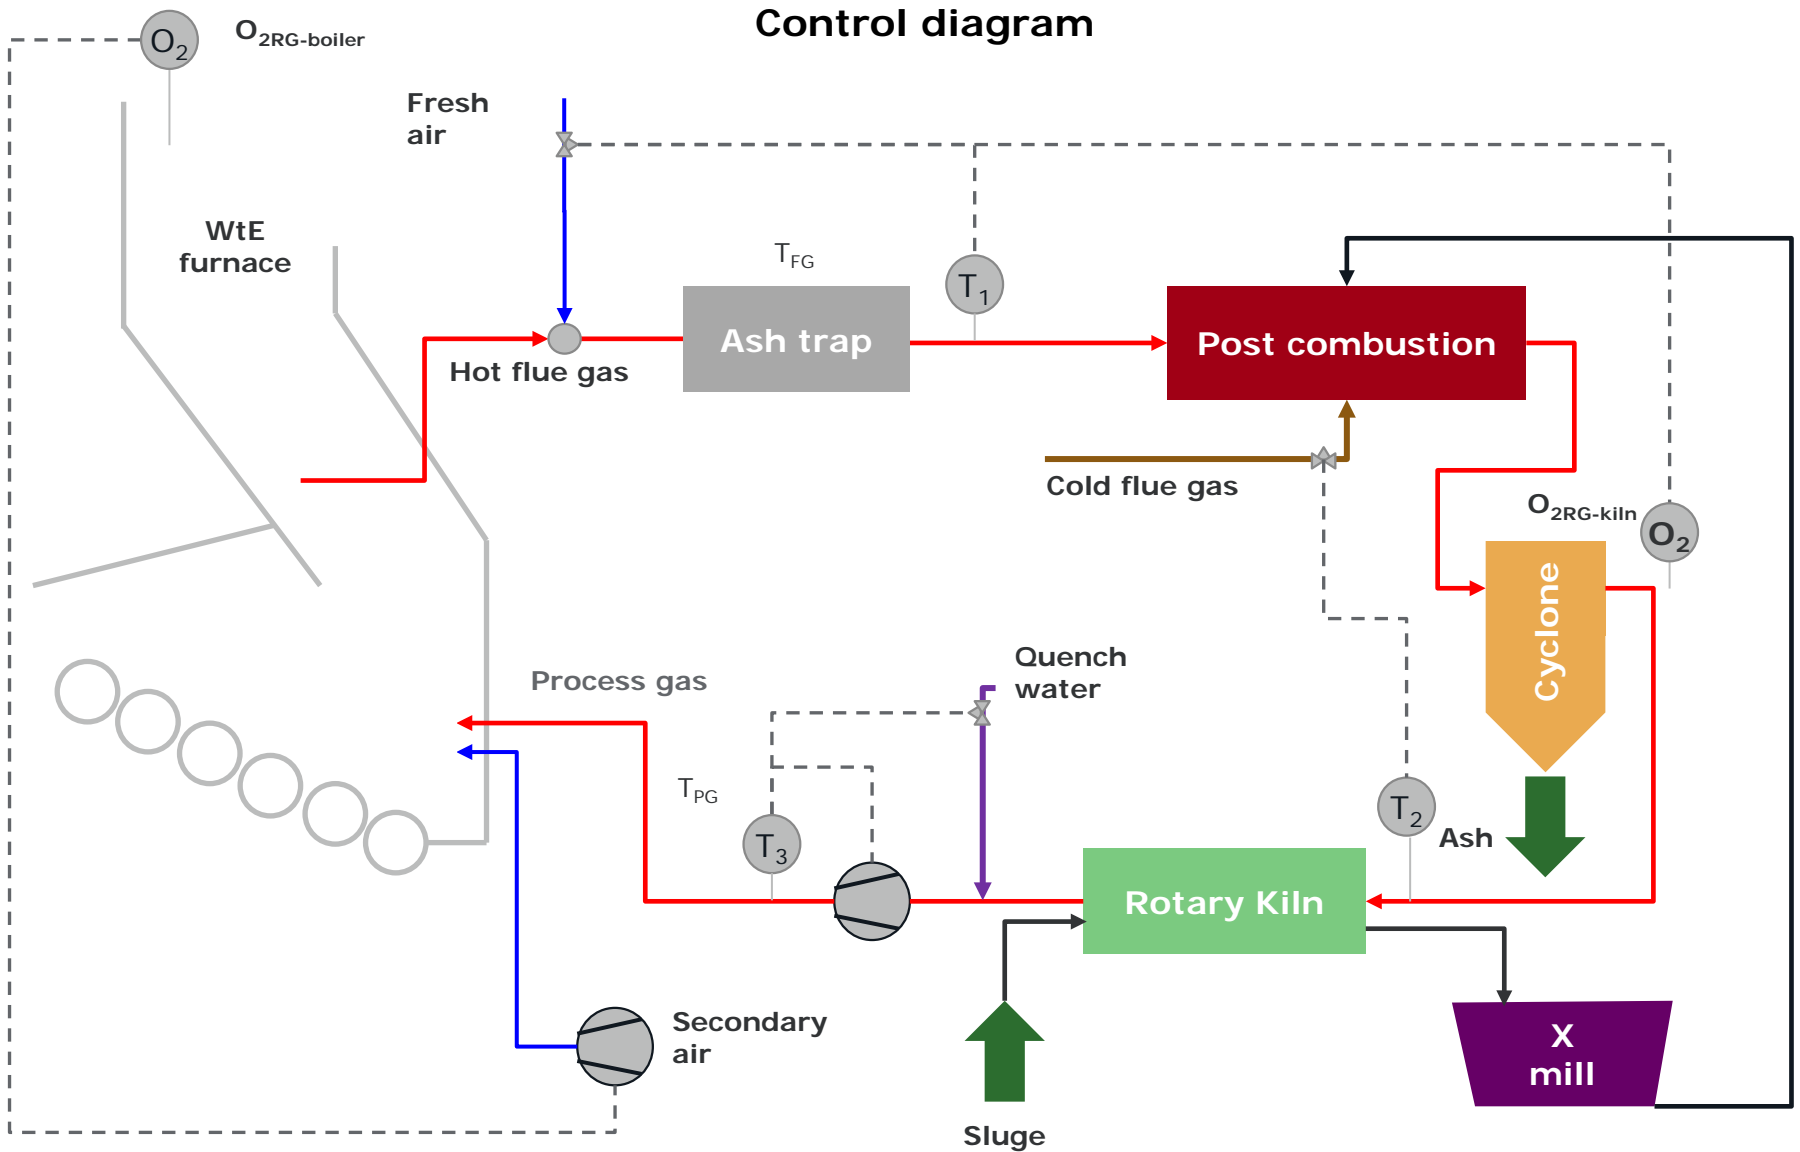 Control diagram
O2
O2RG-boiler
Fresh
air
WtE
furnace
TFG
T1
Ash trap
Post combustion
Hot flue gas
Cold flue gas
O2RG-kiln
O2
Cyclone
Quench
water
Process gas
TPG
T3
T2
Ash
Rotary Kiln
Secondary
air
X
mill
Sluge